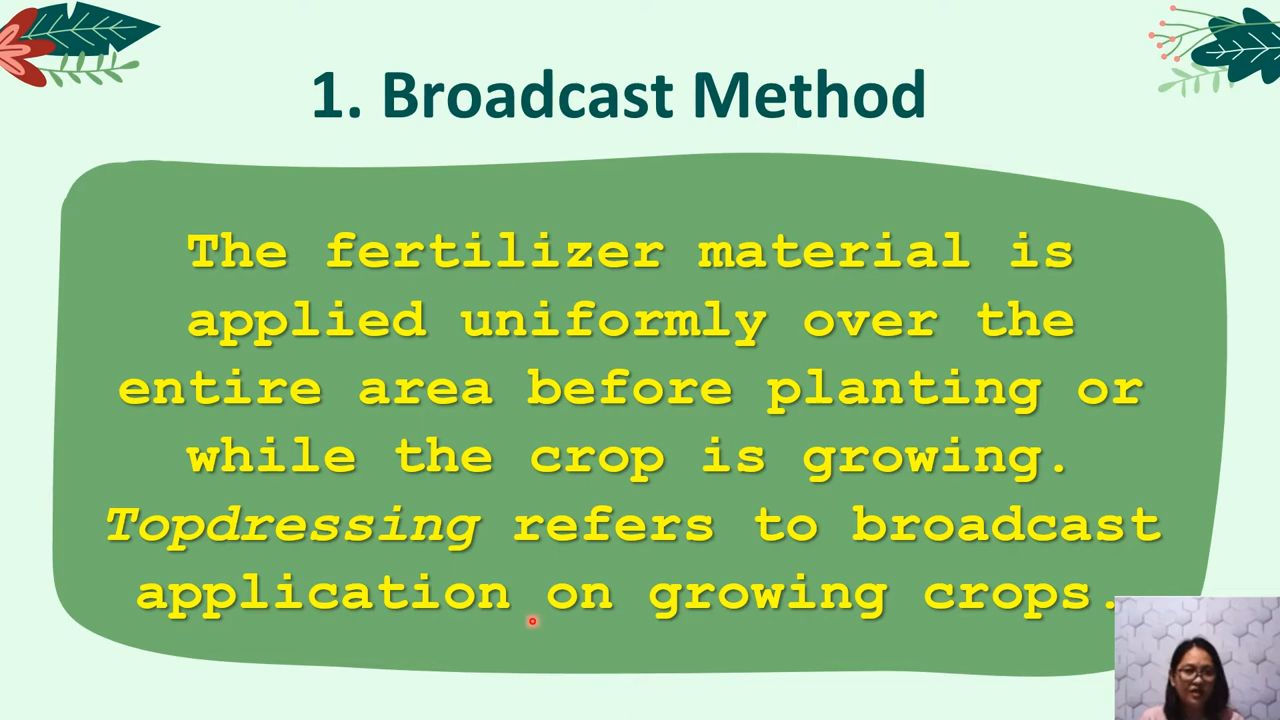 1. Broadcast Method
The fertilizer material is
applied uniformly over the
entire area before planting or
while the crop is growing.
Topdressing refers to broadcast
application on growing crops.